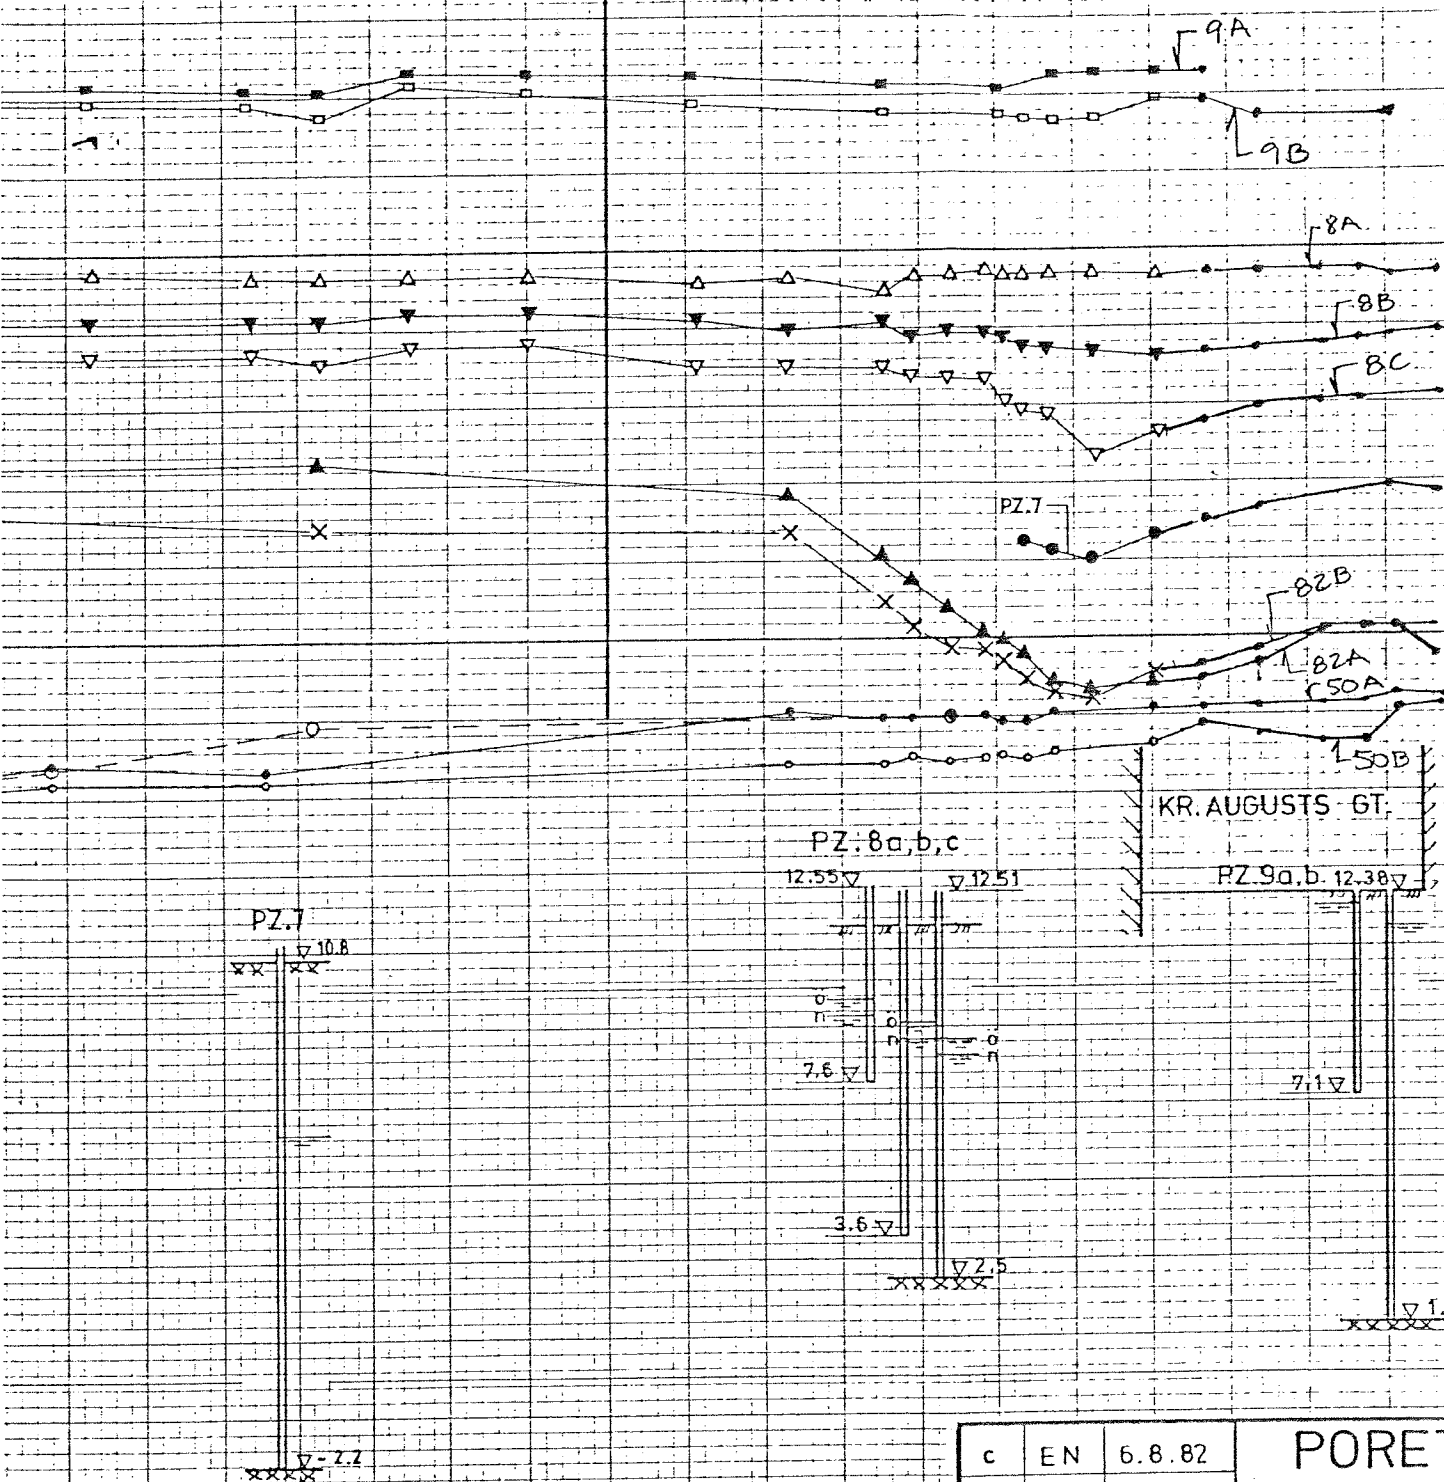 9A
9B
8A
8B
8C
PZ.7
82B
82A
50A
50B
KR. AUGUSTS GT.
PZ.8a,b,c
12.55 12.51
PZ.9a,b 12.38
PZ.7
10.8
o
n
o
n
o
n
7.6
7.1
3.6
2.5
-2.2
c EN 6.8.82